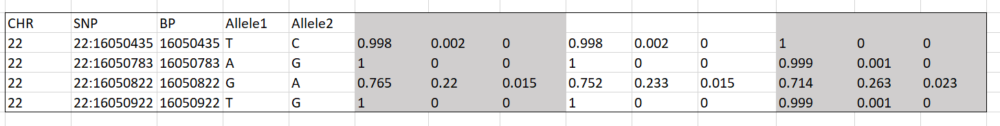 CHR SNP BP Allele1 Allele2
22 22:16050435 16050435 T C 0.998 0.002 0 0.998 0.002 0 1 0 0
22 22:16050783 16050783 A G 1 0 0 1 0 0 0.999 0.001 0
22 22:16050822 16050822 G A 0.765 0.22 0.015 0.752 0.233 0.015 0.714 0.263 0.023
22 22:16050922 16050922 T G 1 0 0 1 0 0 0.999 0.001 0